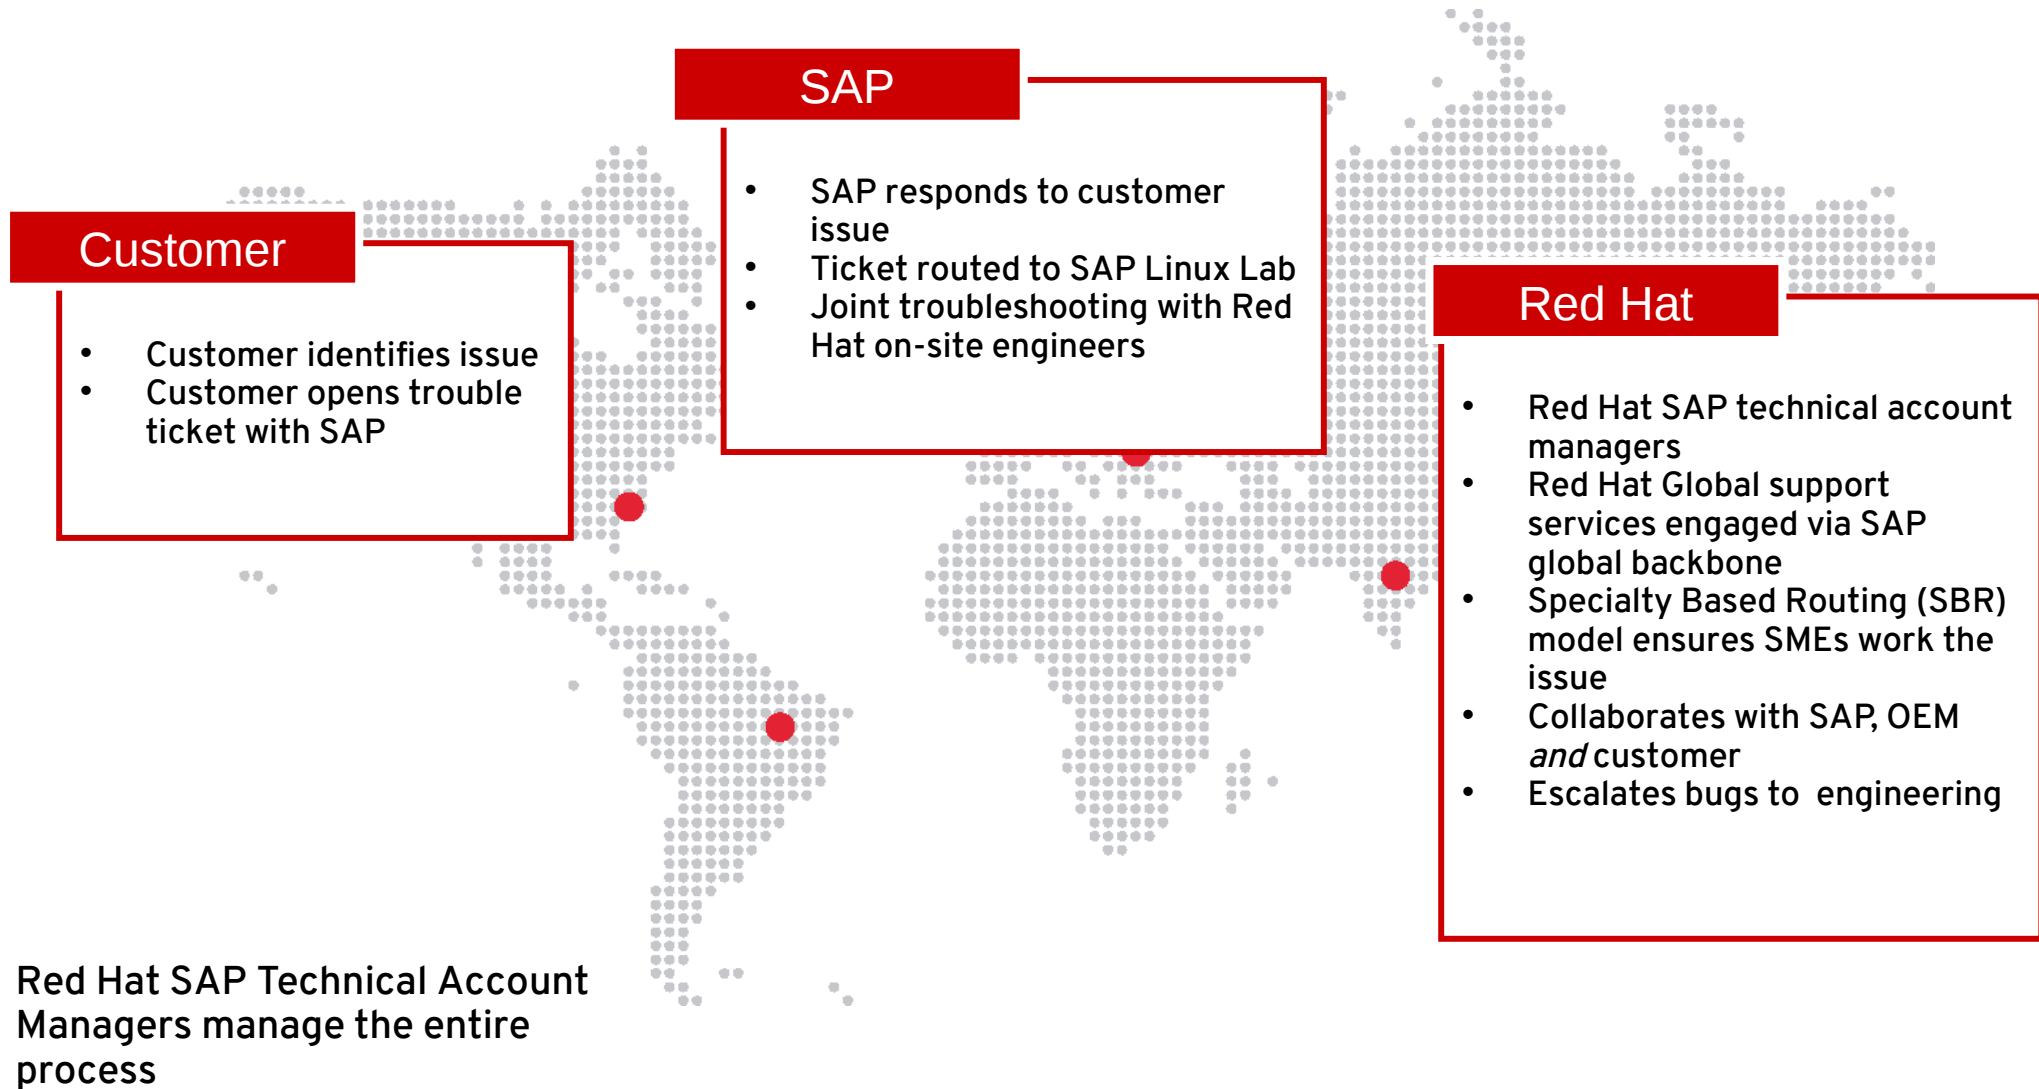 SAP
• SAP responds to customer
issue
• Ticket routed to SAP Linux Lab
• Joint troubleshooting with Red
Hat on-site engineers
Customer
• Customer identifies issue
• Customer opens trouble
ticket with SAP
Red Hat
• Red Hat SAP technical account
managers
• Red Hat Global support
services engaged via SAP
global backbone
• Specialty Based Routing (SBR)
model ensures SMEs work the
issue
• Collaborates with SAP, OEM
and customer
• Escalates bugs to  engineering
Red Hat SAP Technical Account
Managers manage the entire
process